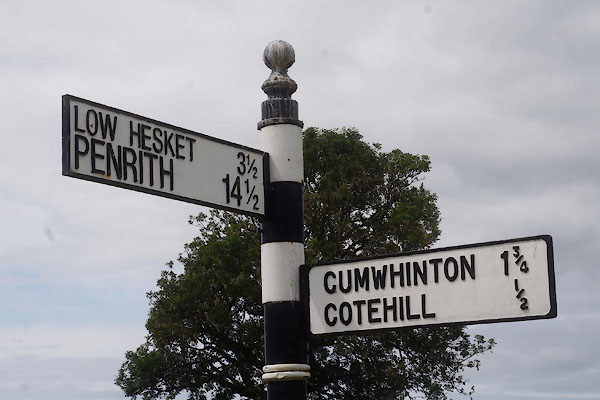 LOW HESKET 3½
PENRITH 14½
CUMWHINTON 1¾
COTEHILL ½